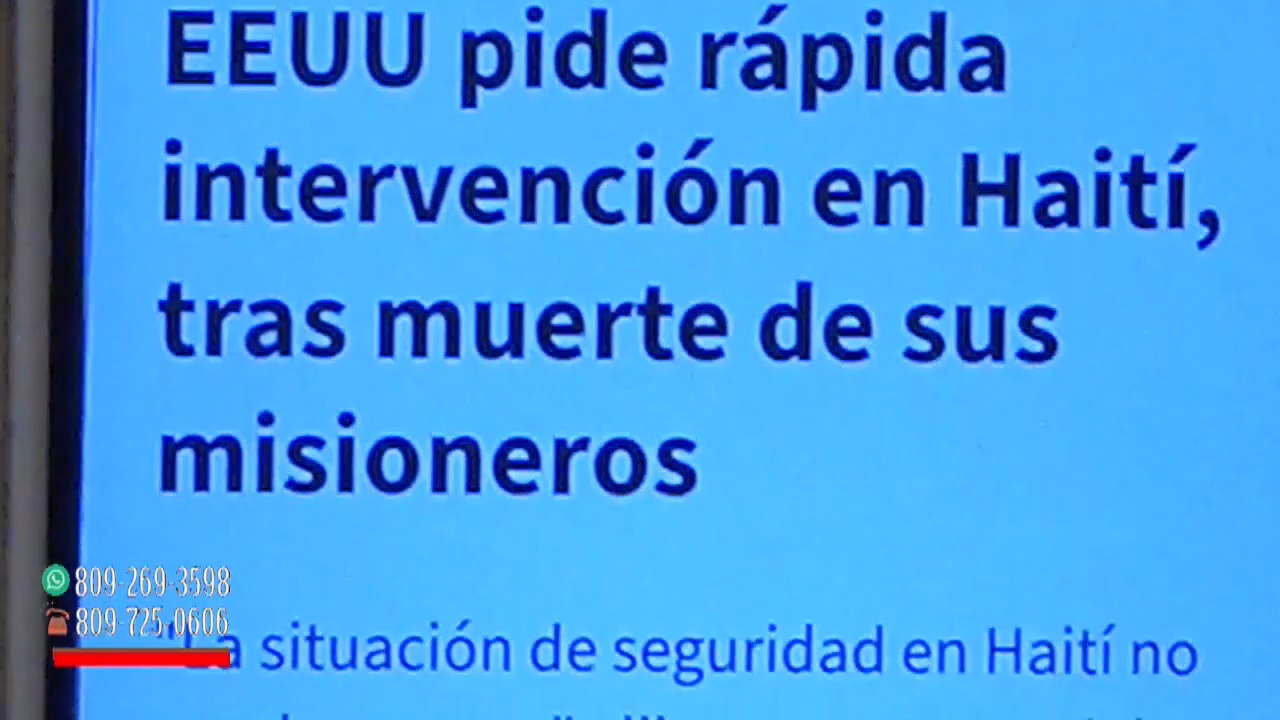 EEUU pide rápida
intervención en Haití,
tras muerte de sus
misioneros
809-269-3598
809-725-0606
"La situación de seguridad en Haití no